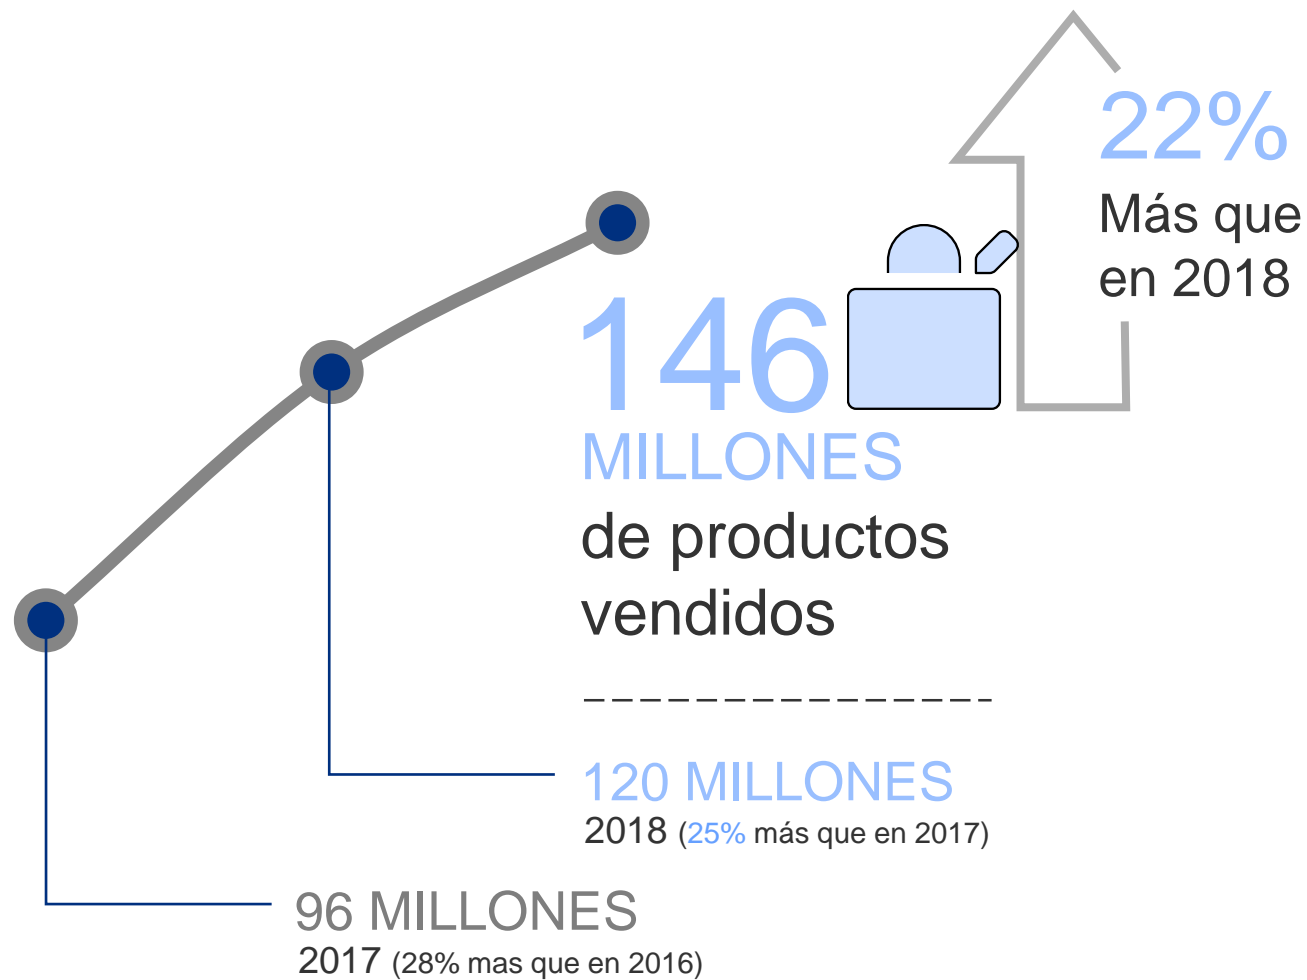 22%
Más que
en 2018
146
MILLONES
de productos
vendidos
120 MILLONES
2018 (25% más que en 2017)
96 MILLONES
2017 (28% mas que en 2016)